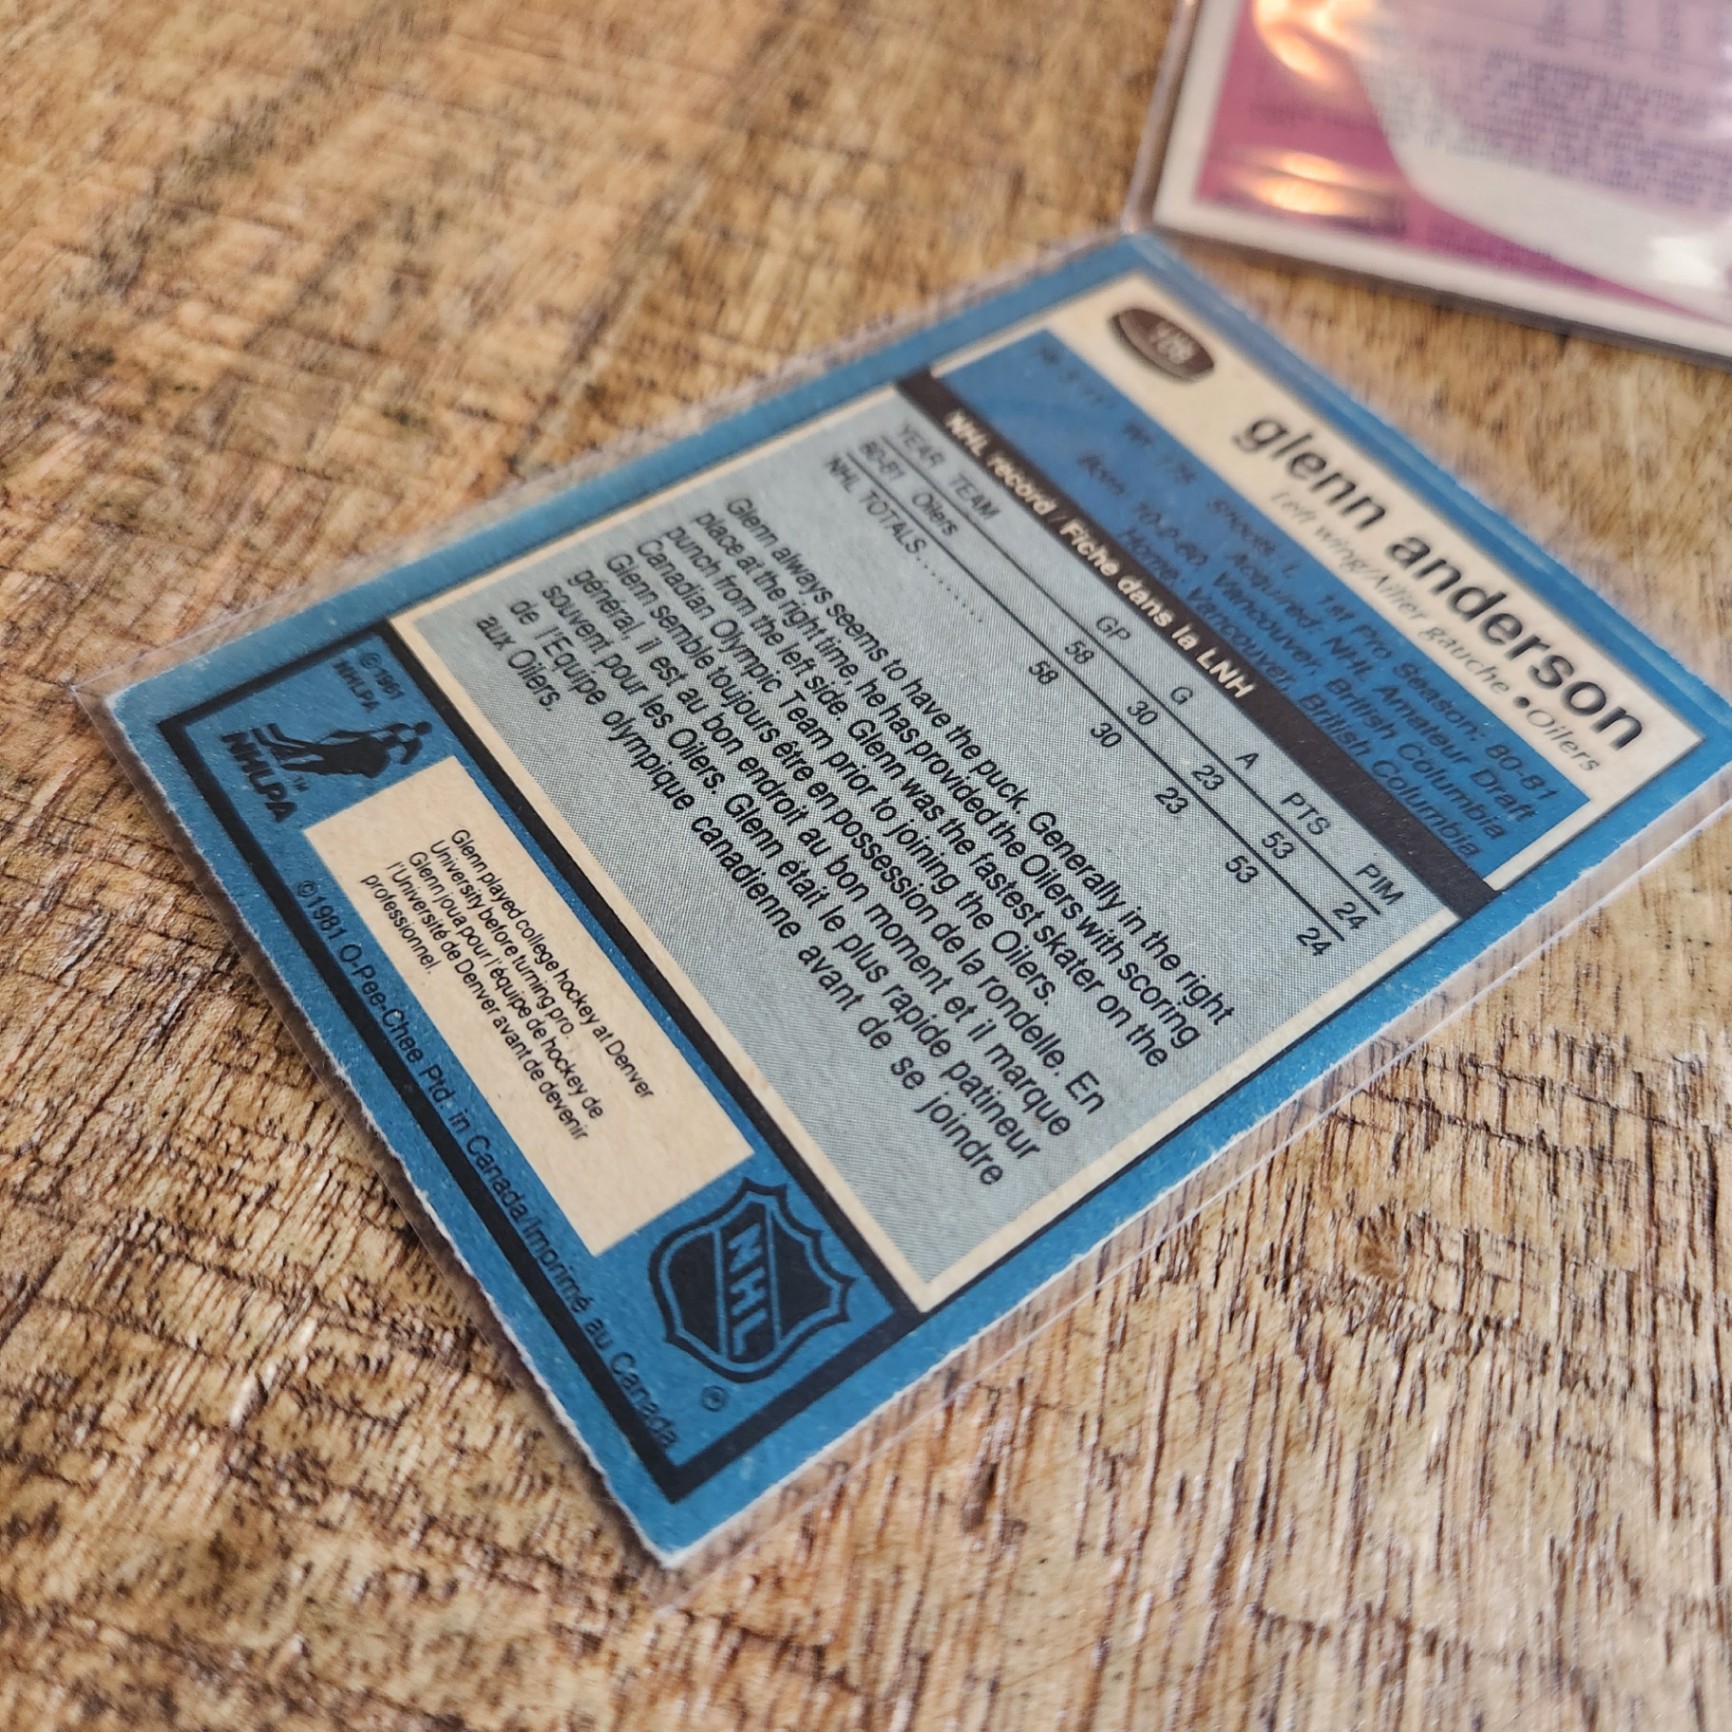 108
glenn anderson
Left wing/Ailier gauche • Oilers
WT: 175 Shoots: L 1st Pro Season: 80-81
Acquired: NHL Amateur Draft
Born: 10-2-60, Vancouver, British Columbia
Home: Vancouver, British Columbia
NHL record/Fiche dans la LNH
YEAR TEAM GP G A PTS PIM
80-81 Oilers 58 30 23 53 24
NHL TOTALS....... 58 30 23 53 24
Glenn always seems to have the puck. Generally in the right
place at the right time, he has provided the Oilers with scoring
punch from the left side. Glenn was the fastest skater on the
Canadian Olympic Team prior to joining the Oilers.
Glenn semble toujours être en possession de la rondelle. En
général, il est au bon endroit au bon moment et il marque
souvent pour les Oilers. Glenn était le plus rapide patineur
de l'Equipe olympique canadienne avant de se joindre
aux Oilers.
©1981
NHLPA
NHLPA
TM
Glenn played college hockey at Denver
University before turning pro.
Glenn joua pour l'équipe de hockey de
l'Université de Denver avant de devenir
professionnel.
NHL
®
©1981 O-Pee-Chee Ptd. in Canada/Imprimé au Canada